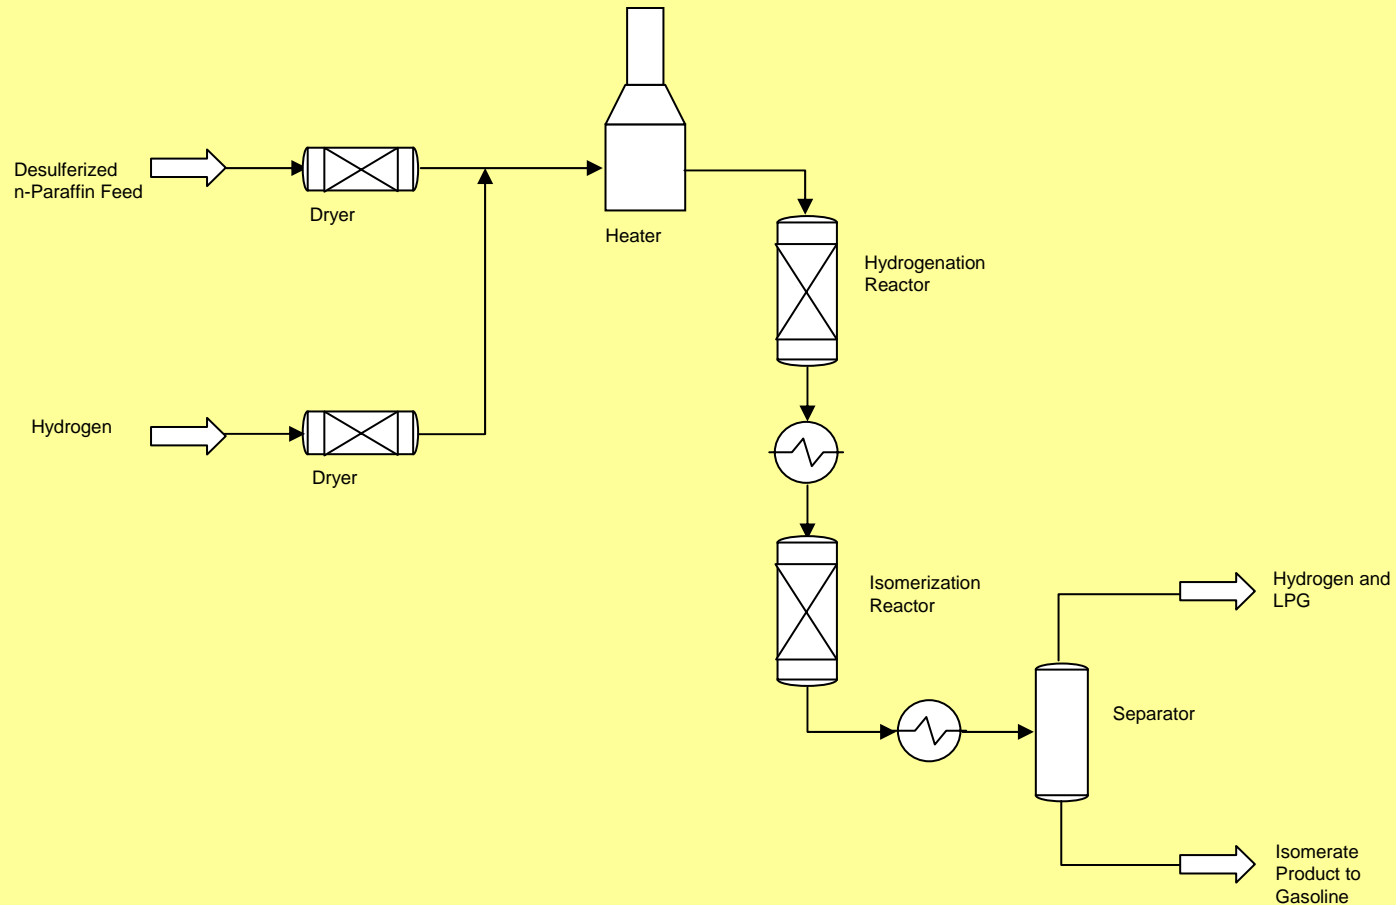 Desulferized
n-Paraffin Feed
Dryer
Heater
Hydrogenation
Reactor
Hydrogen
Dryer
Isomerization
Reactor
Hydrogen and
LPG
Separator
Isomerate
Product to
Gasoline